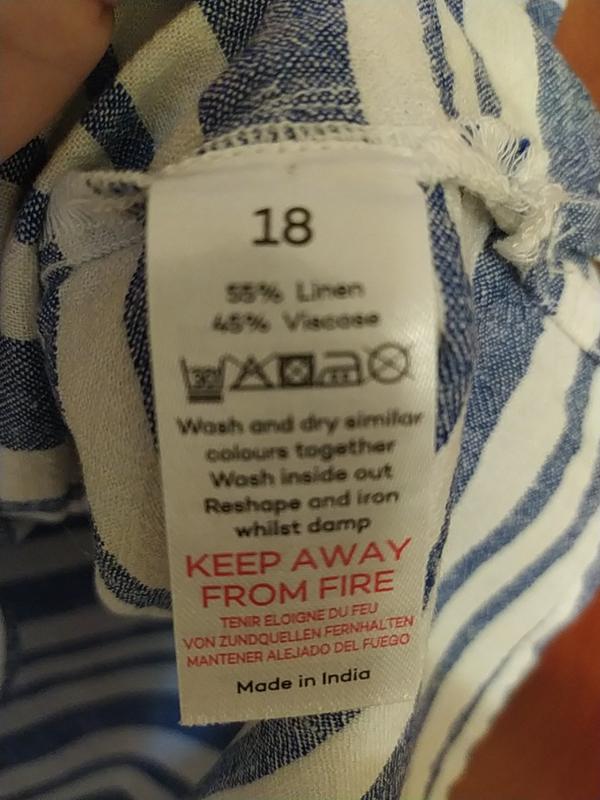 18
55% Linen
45% Viscose
30
Wash and dry similar
colours together
Wash inside out
Reshape and iron
whilst damp
KEEP AWAY
FROM FIRE
TENIR ELOIGNE DU FEU
VON ZUNDQUELLEN FERNHALTEN
MANTENER ALEJADO DEL FUEGO
Made in India